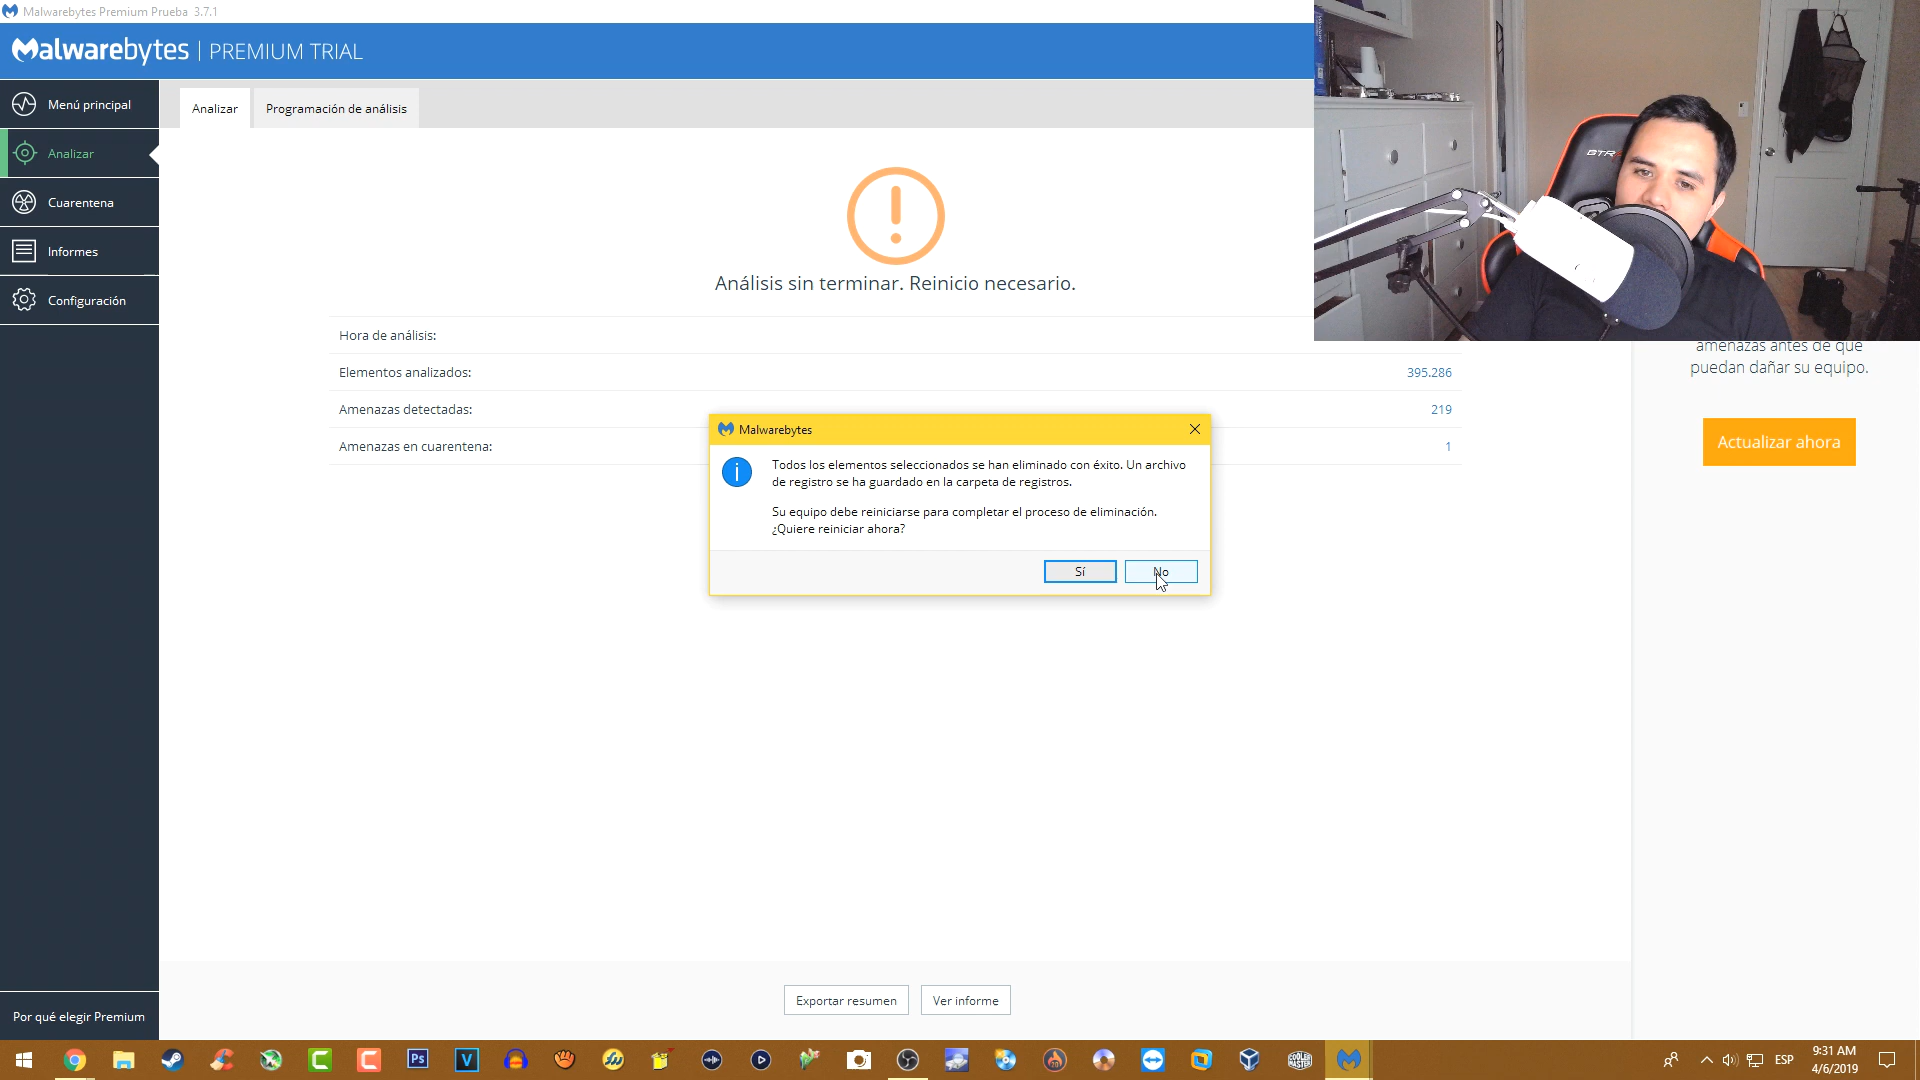 Malwarebytes Premium Prueba 3.7.1
Malwarebytes | PREMIUM TRIAL
Menú principal
Analizar
Cuarentena
Informes
Configuración
Por qué elegir Premium
Analizar
Programación de análisis
Análisis sin terminar. Reinicio necesario.
Hora de análisis:
Elementos analizados: 395.286
Amenazas detectadas: 219
Amenazas en cuarentena: 1
Malwarebytes
Todos los elementos seleccionados se han eliminado con éxito. Un archivo
de registro se ha guardado en la carpeta de registros.
Su equipo debe reiniciarse para completar el proceso de eliminación.
¿Quiere reiniciar ahora?
Sí
No
amenazas antes de que
puedan dañar su equipo.
Actualizar ahora
Exportar resumen
Ver informe
Ps
V
COOLER
MASTER
ESP
9:31 AM
4/6/2019